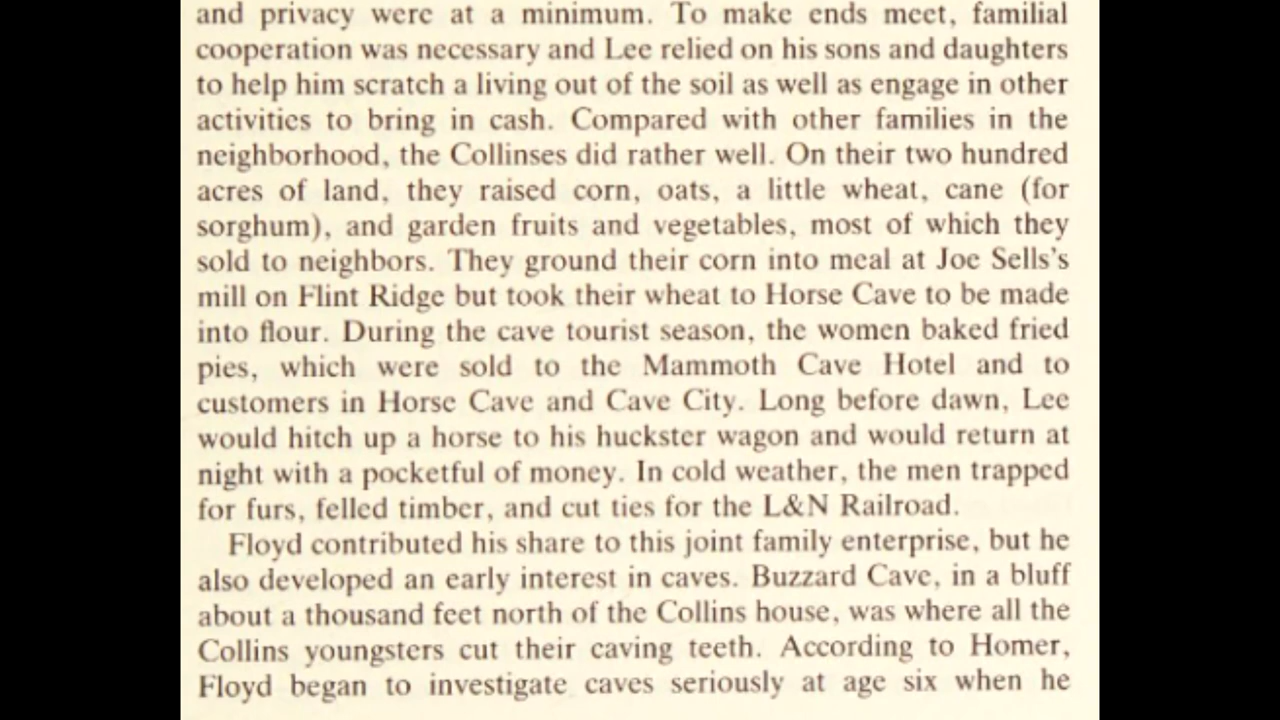 and privacy were at a minimum. To make ends meet, familial
cooperation was necessary and Lee relied on his sons and daughters
to help him scratch a living out of the soil as well as engage in other
activities to bring in cash. Compared with other families in the
neighborhood, the Collinses did rather well. On their two hundred
acres of land, they raised corn, oats, a little wheat, cane (for
sorghum), and garden fruits and vegetables, most of which they
sold to neighbors. They ground their corn into meal at Joe Sells's
mill on Flint Ridge but took their wheat to Horse Cave to be made
into flour. During the cave tourist season, the women baked fried
pies, which were sold to the Mammoth Cave Hotel and to
customers in Horse Cave and Cave City. Long before dawn, Lee
would hitch up a horse to his huckster wagon and would return at
night with a pocketful of money. In cold weather, the men trapped
for furs, felled timber, and cut ties for the L&N Railroad.
Floyd contributed his share to this joint family enterprise, but he
also developed an early interest in caves. Buzzard Cave, in a bluff
about a thousand feet north of the Collins house, was where all the
Collins youngsters cut their caving teeth. According to Homer,
Floyd began to investigate caves seriously at age six when he